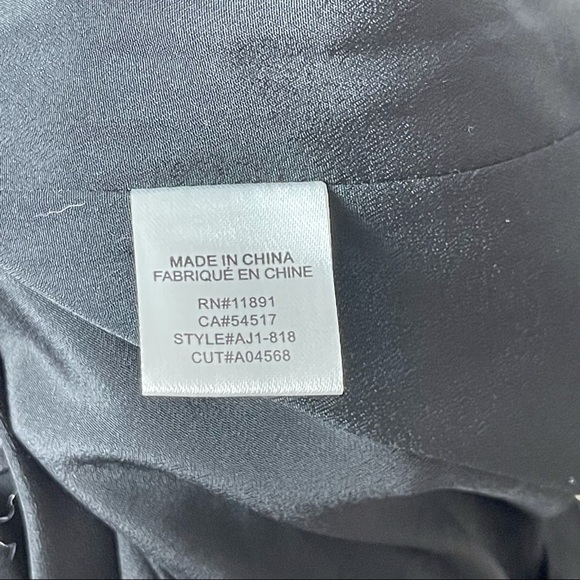 MADE IN CHINA
FABRIQUÉ EN CHINE
RN#11891
CA#54517
STYLE#AJ1-818
CUT#A04568